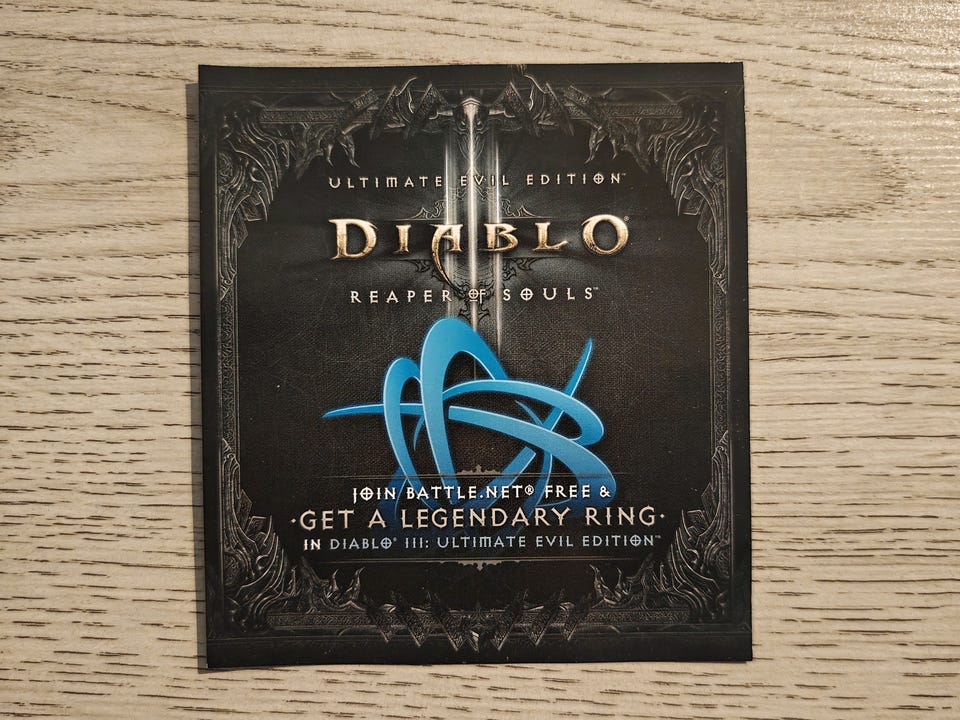 ULTIMATE EVIL EDITION™
DIABLO®
REAPER OF SOULS™
JOIN BATTLE.NET® FREE &
·GET A LEGENDARY RING·
IN DIABLO® III: ULTIMATE EVIL EDITION™